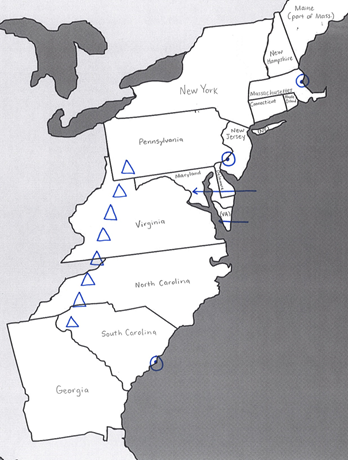 Maine
(part of Mass.)
New
Hampshire
New York
Massachusetts
Connecticut
Rhode
Island
Pennsylvania
New
Jersey
Maryland
(VA)
Virginia
North Carolina
South Carolina
Georgia